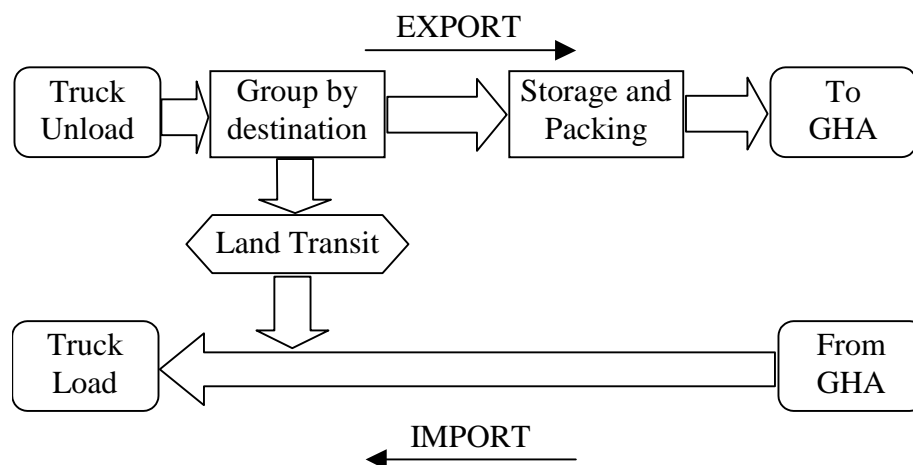 EXPORT
Truck
Unload
Group by
destination
Storage and
Packing
To
GHA
Land Transit
Truck
Load
From
GHA
IMPORT